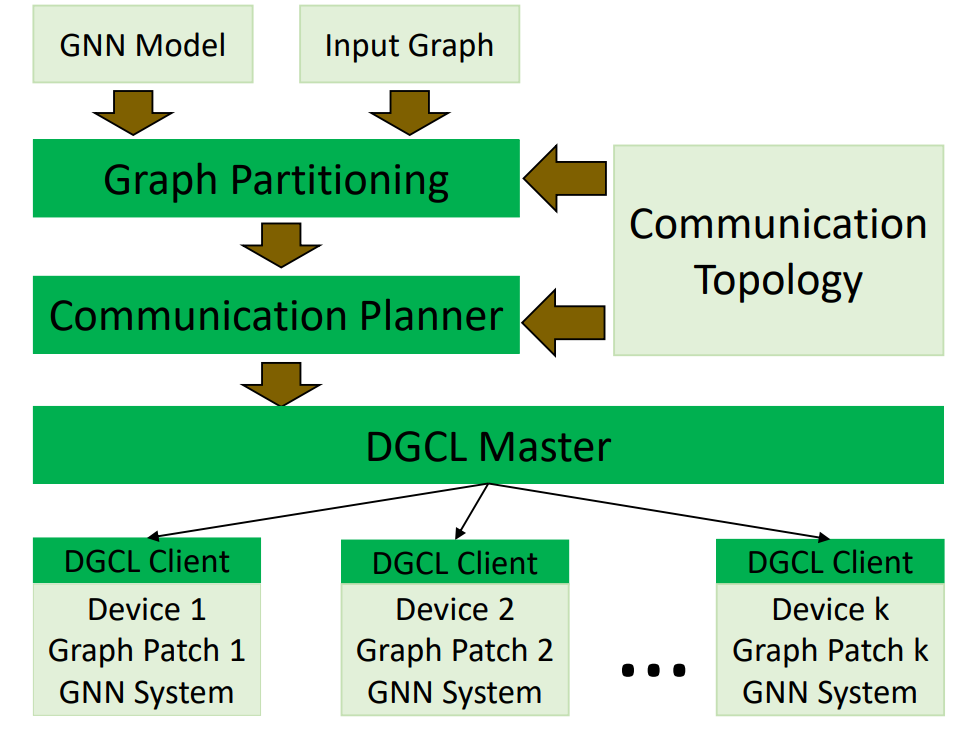 GNN Model
Input Graph
Graph Partitioning
Communication
Topology
Communication Planner
DGCL Master
DGCL Client
Device 1
Graph Patch 1
GNN System
DGCL Client
Device 2
Graph Patch 2
GNN System
...
DGCL Client
Device k
Graph Patch k
GNN System